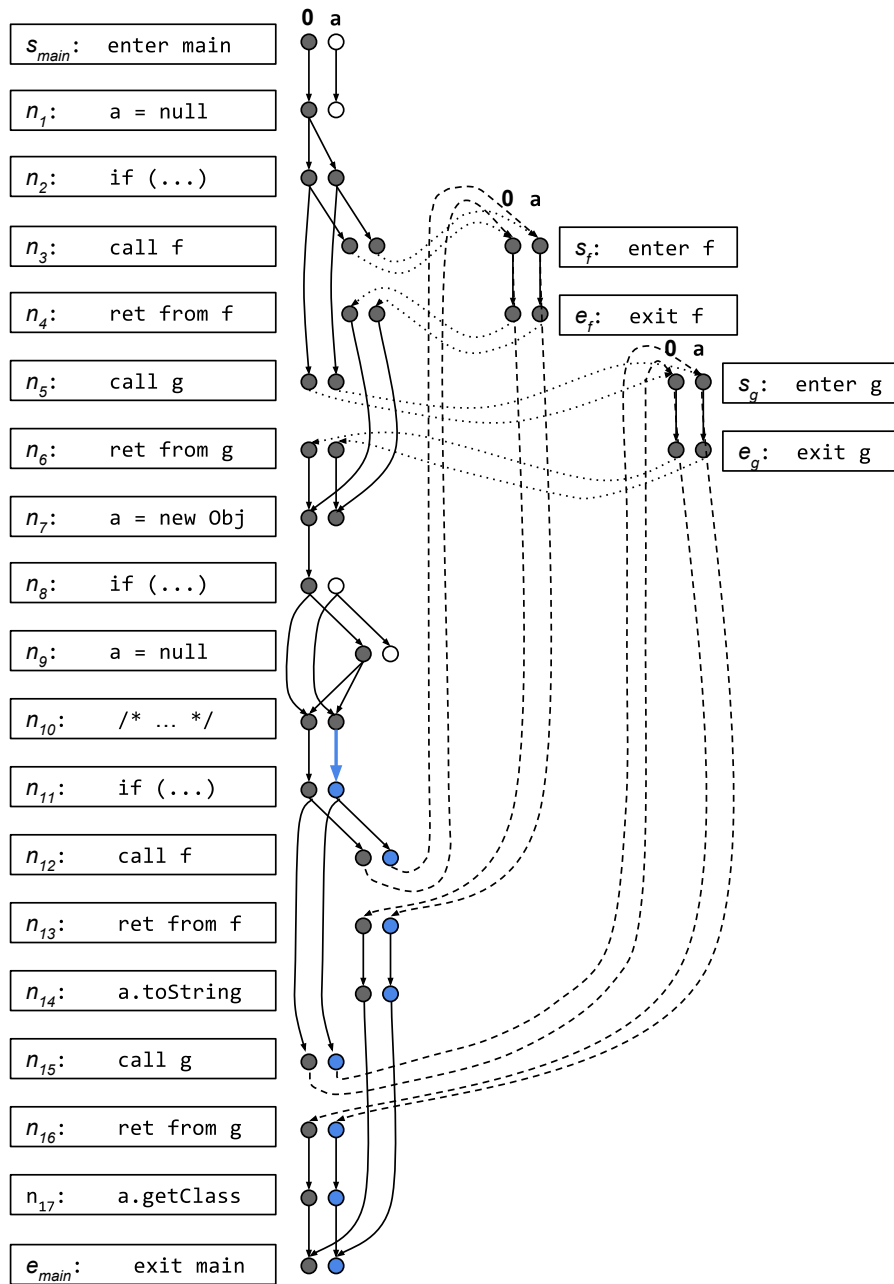 0 a
s_main: enter main
n_1: a = null
n_2: if (...)
0 a
n_3: call f
s_f: enter f
n_4: ret from f
e_f: exit f
0 a
n_5: call g
s_g: enter g
n_6: ret from g
e_g: exit g
n_7: a = new Obj
n_8: if (...)
n_9: a = null
n_10: /* … */
n_11: if (...)
n_12: call f
n_13: ret from f
n_14: a.toString
n_15: call g
n_16: ret from g
n_17: a.getClass
e_main: exit main